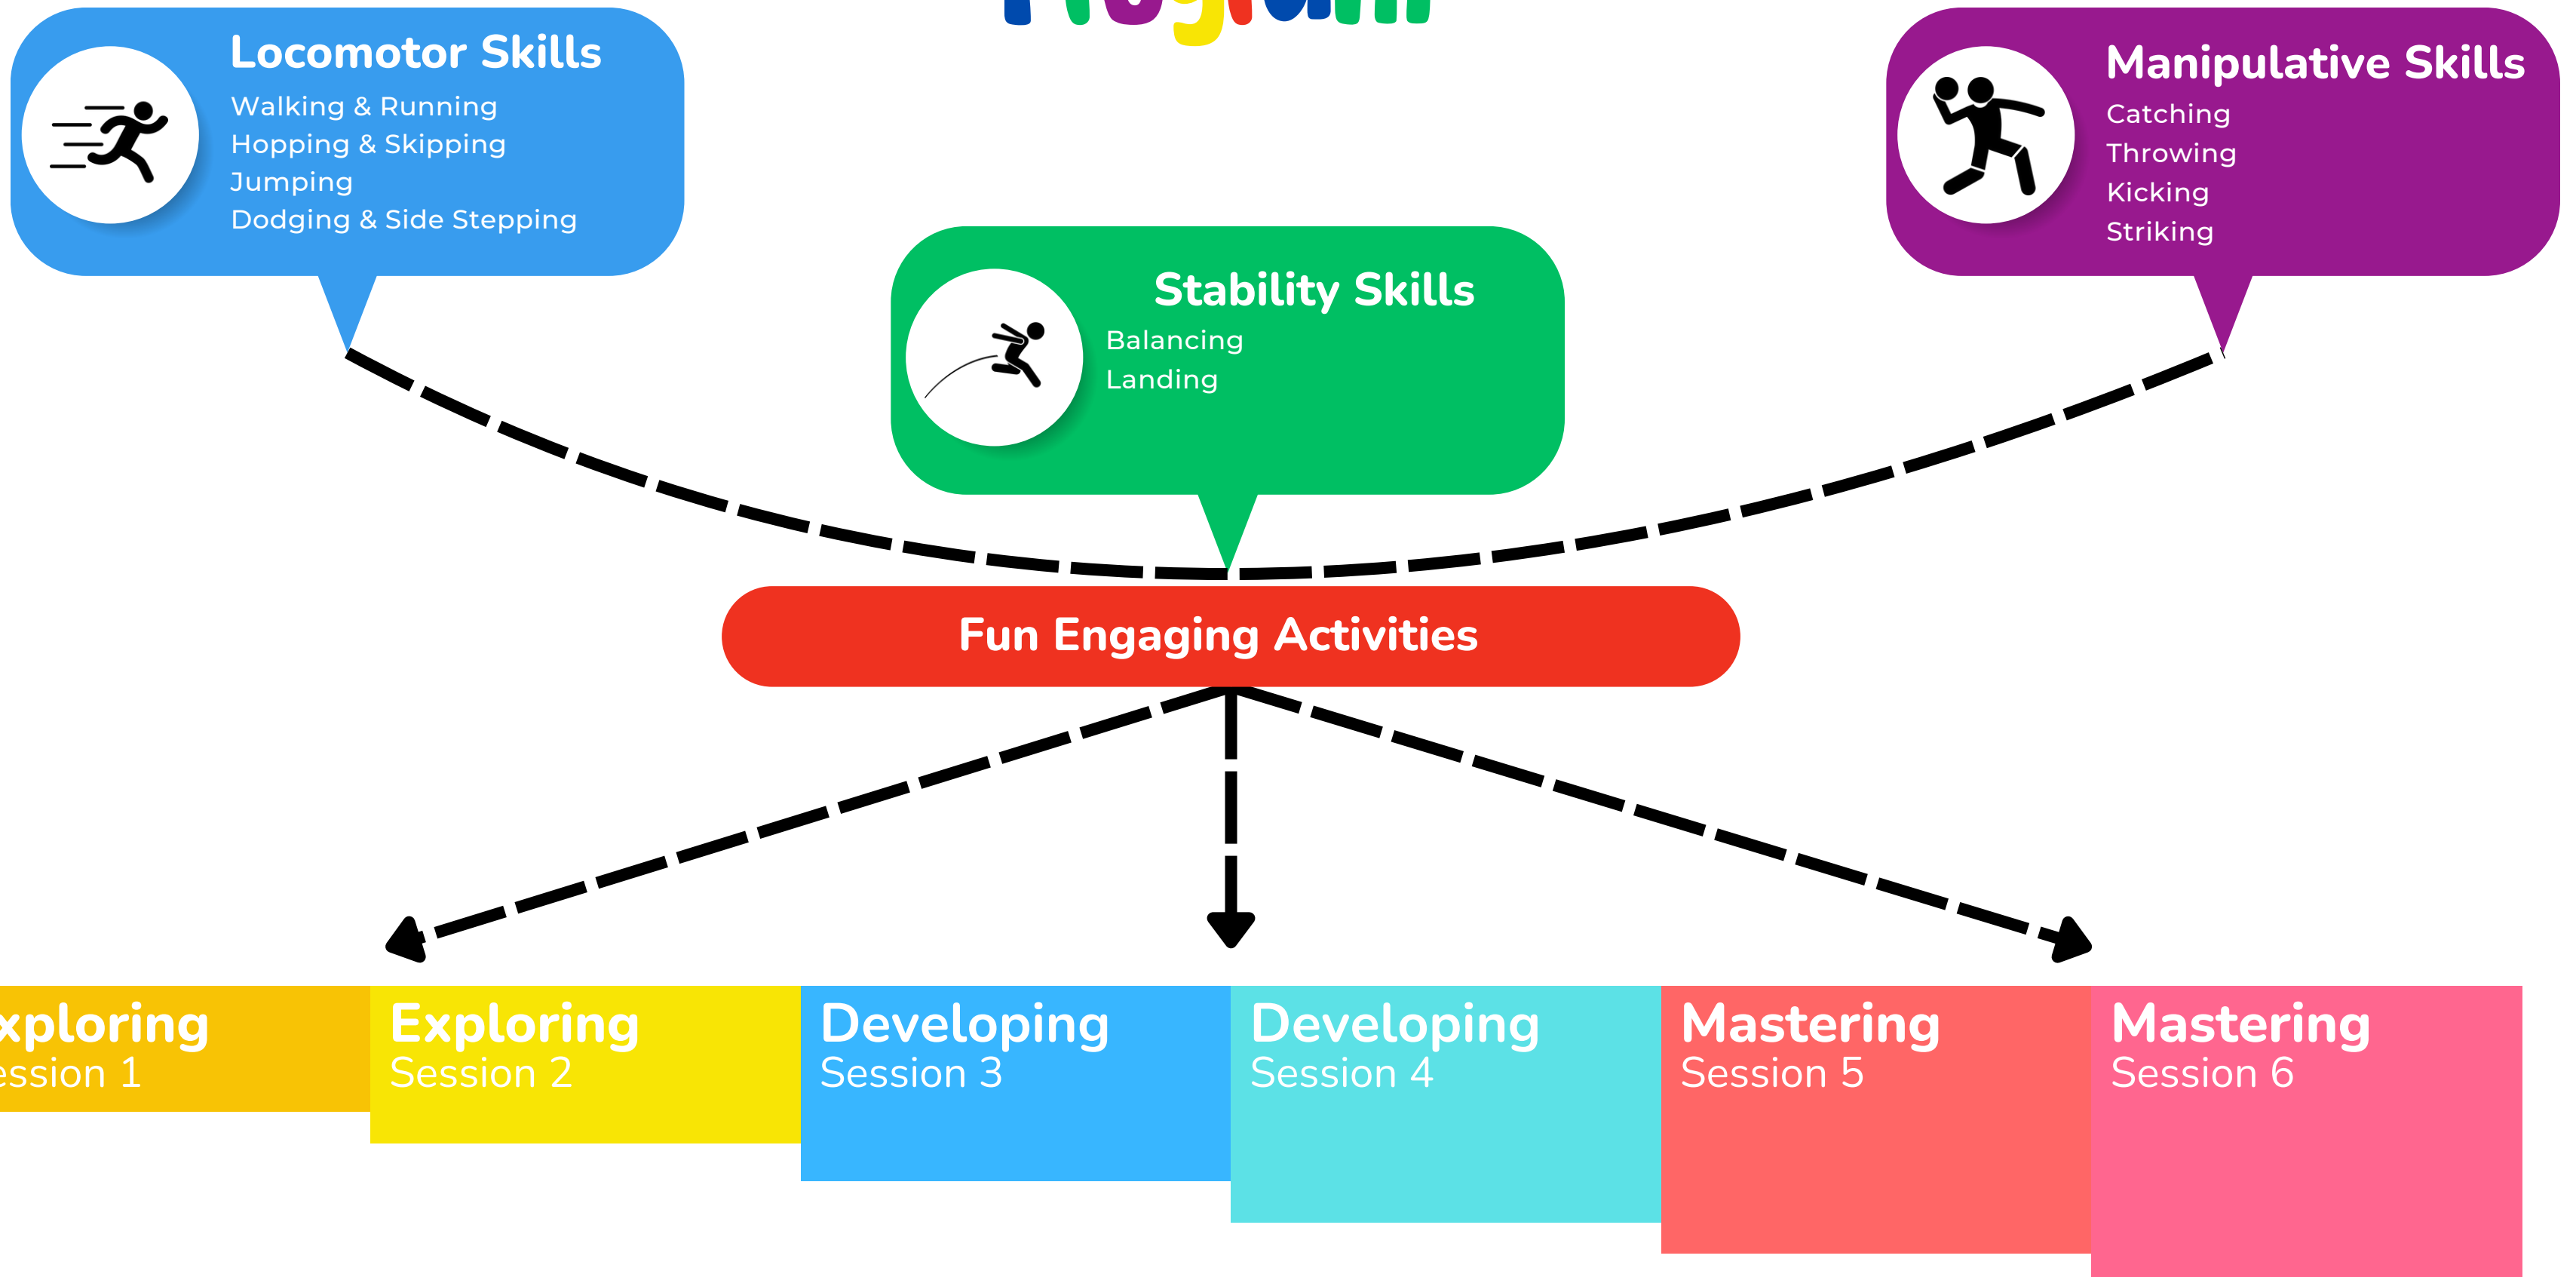 Locomotor Skills
Walking & Running
Hopping & Skipping
Jumping
Dodging & Side Stepping
Manipulative Skills
Catching
Throwing
Kicking
Striking
Stability Skills
Balancing
Landing
Fun Engaging Activities
xploring
ession 1
Exploring
Session 2
Developing
Session 3
Developing
Session 4
Mastering
Session 5
Mastering
Session 6